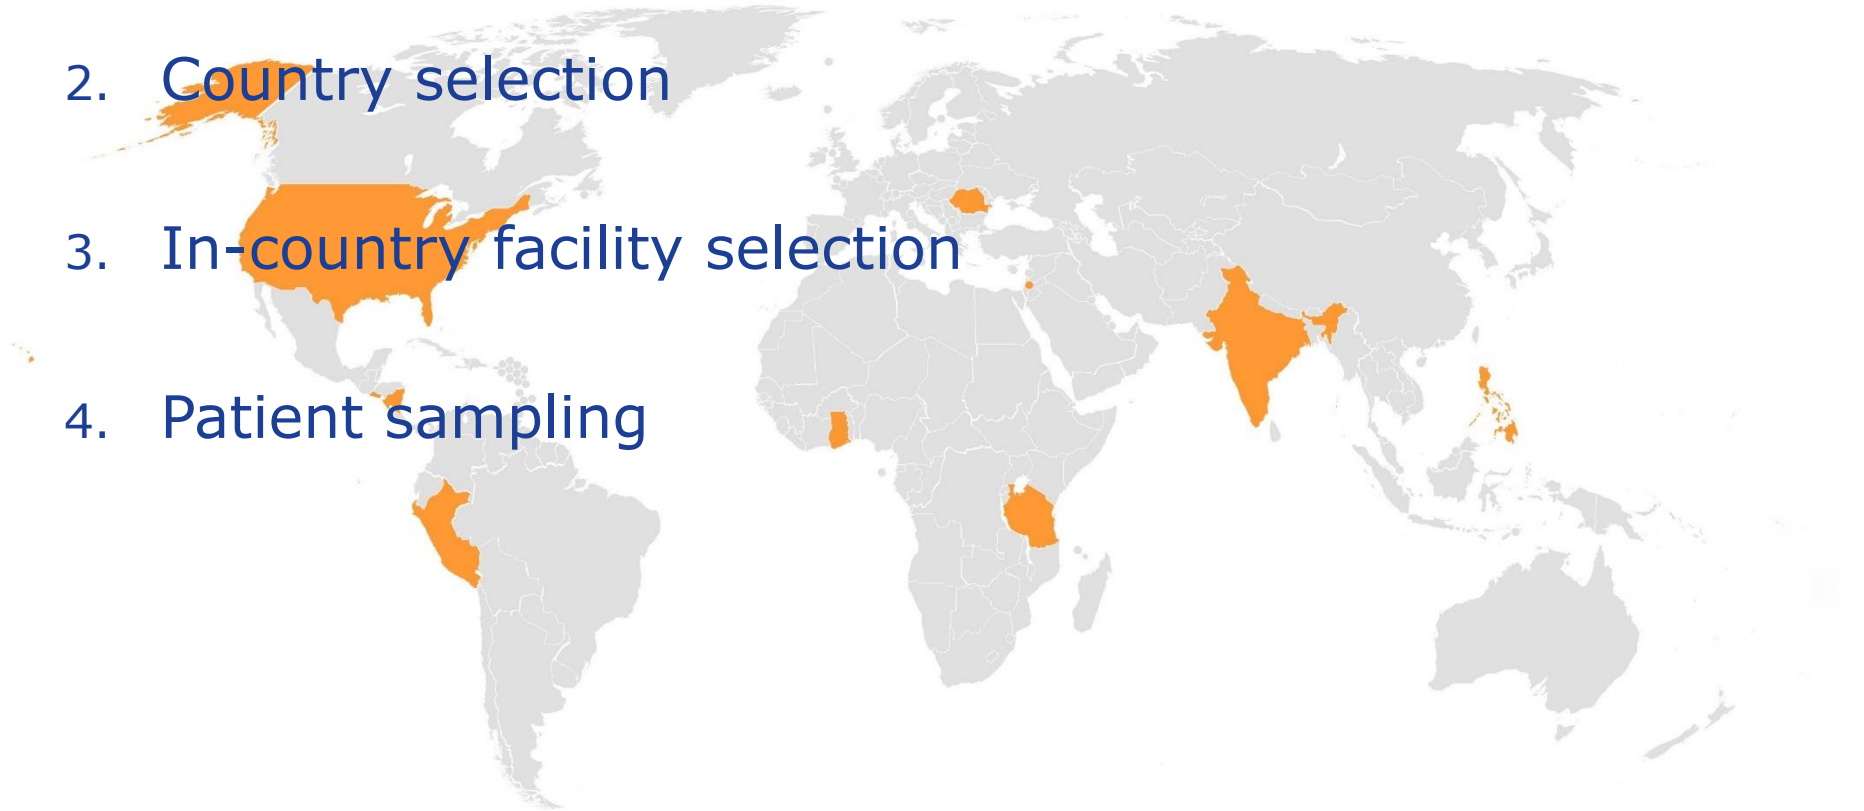 2. Country selection
3. In-country facility selection
4. Patient sampling